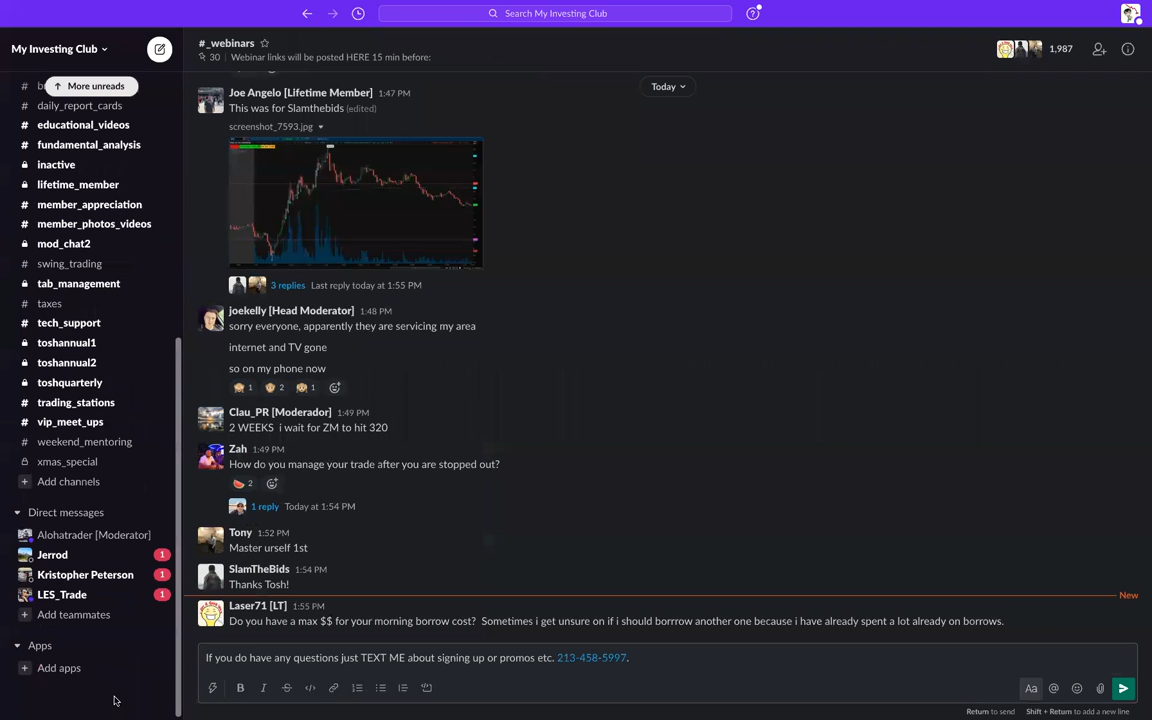 Search My Investing Club
My Investing Club
More unreads
daily_report_cards
educational_videos
fundamental_analysis
inactive
lifetime_member
member_appreciation
member_photos_videos
mod_chat2
swing_trading
tab_management
taxes
tech_support
toshannual1
toshannual2
toshquarterly
trading_stations
vip_meet_ups
weekend_mentoring
xmas_special
Add channels
Direct messages
Alohatrader [Moderator]
Jerrod 1
Kristopher Peterson 1
LES_Trade 1
Add teammates
Apps
Add apps
#_webinars
30 | Webinar links will be posted HERE 15 min before:
1,987
Today
Joe Angelo [Lifetime Member] 1:47 PM
This was for Slamthebids (edited)
screenshot_7593.jpg
3 replies Last reply today at 1:55 PM
joekelly [Head Moderator] 1:48 PM
sorry everyone, apparently they are servicing my area
internet and TV gone
so on my phone now
1 2 1
Clau_PR [Moderador] 1:49 PM
2 WEEKS i wait for ZM to hit 320
Zah 1:49 PM
How do you manage your trade after you are stopped out?
2
1 reply Today at 1:54 PM
Tony 1:52 PM
Master urself 1st
SlamTheBids 1:54 PM
Thanks Tosh!
New
Laser71 [LT] 1:55 PM
Do you have a max $$ for your morning borrow cost? Sometimes i get unsure on if i should borrrow another one because i have already spent a lot already on borrows.
If you do have any questions just TEXT ME about signing up or promos etc. 213-458-5997.
Aa
Return to send Shift + Return to add a new line